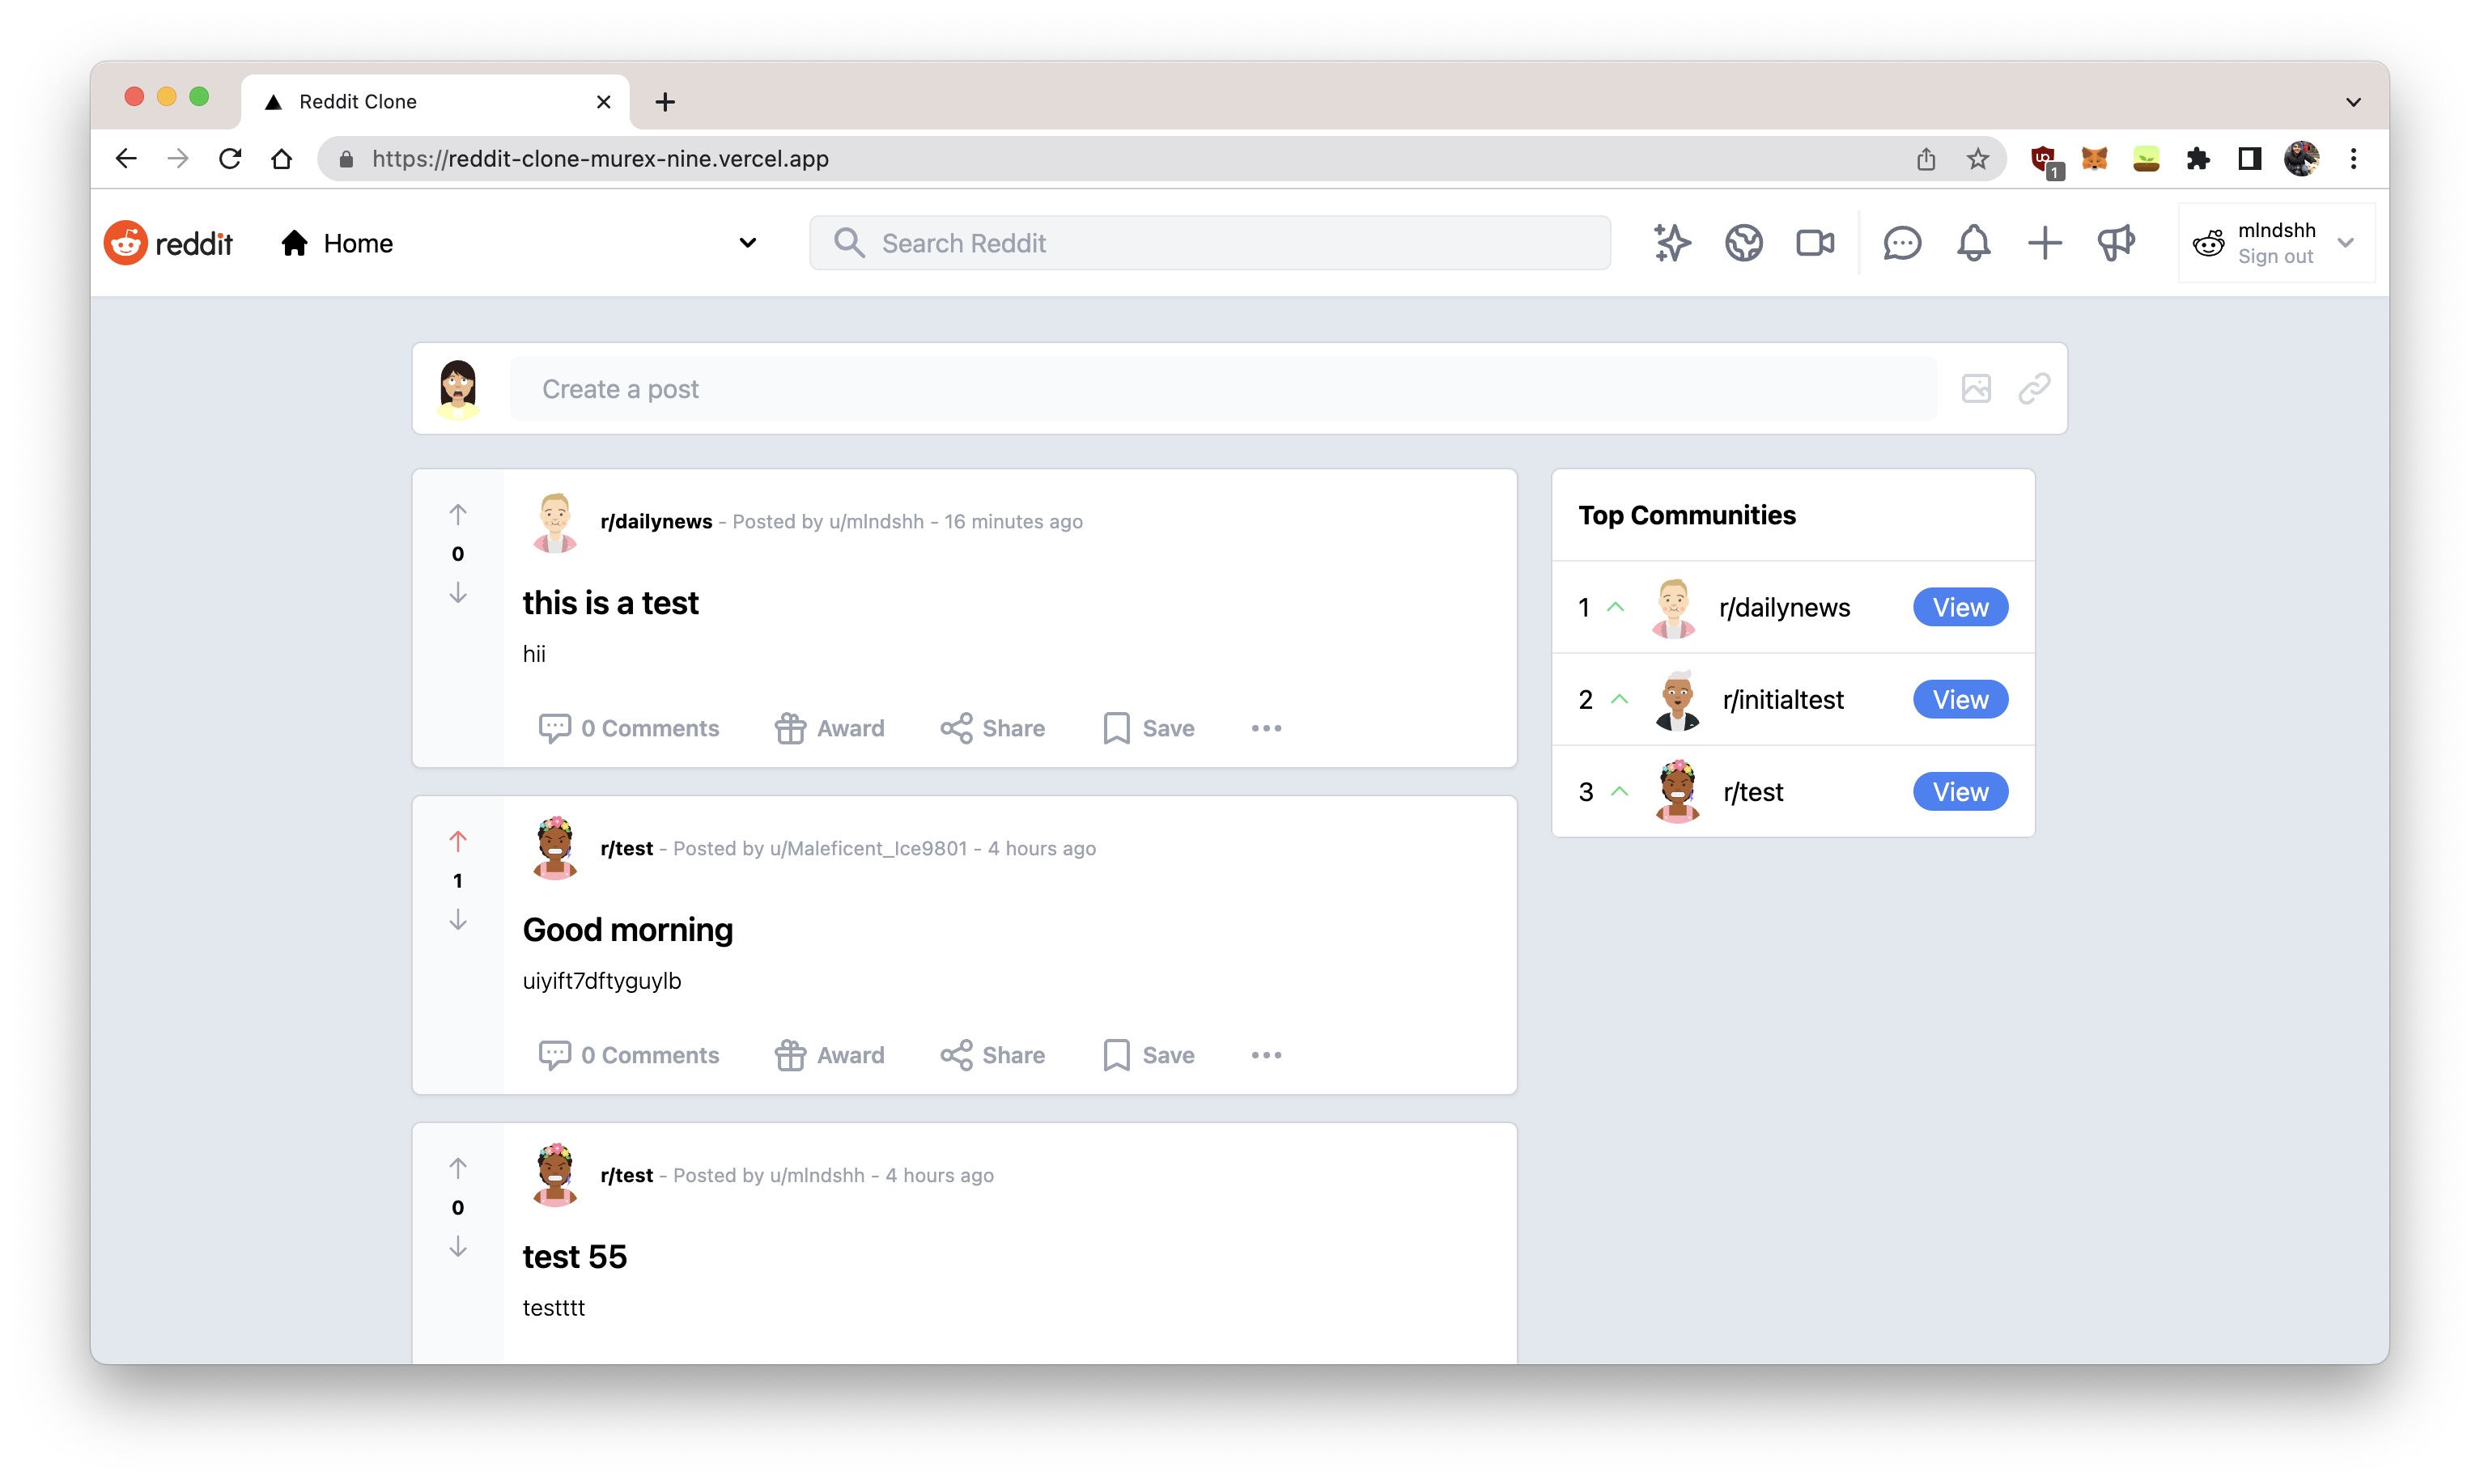 Reddit Clone
https://reddit-clone-murex-nine.vercel.app
1
reddit
Home
Search Reddit
mlndshh
Sign out
Create a post
r/dailynews - Posted by u/mlndshh - 16 minutes ago
0
this is a test
hii
0 Comments Award Share Save
Top Communities
1 r/dailynews View
2 r/initialtest View
3 r/test View
r/test - Posted by u/Maleficent_Ice9801 - 4 hours ago
1
Good morning
uiyift7dftyguylb
0 Comments Award Share Save
r/test - Posted by u/mlndshh - 4 hours ago
0
test 55
testttt